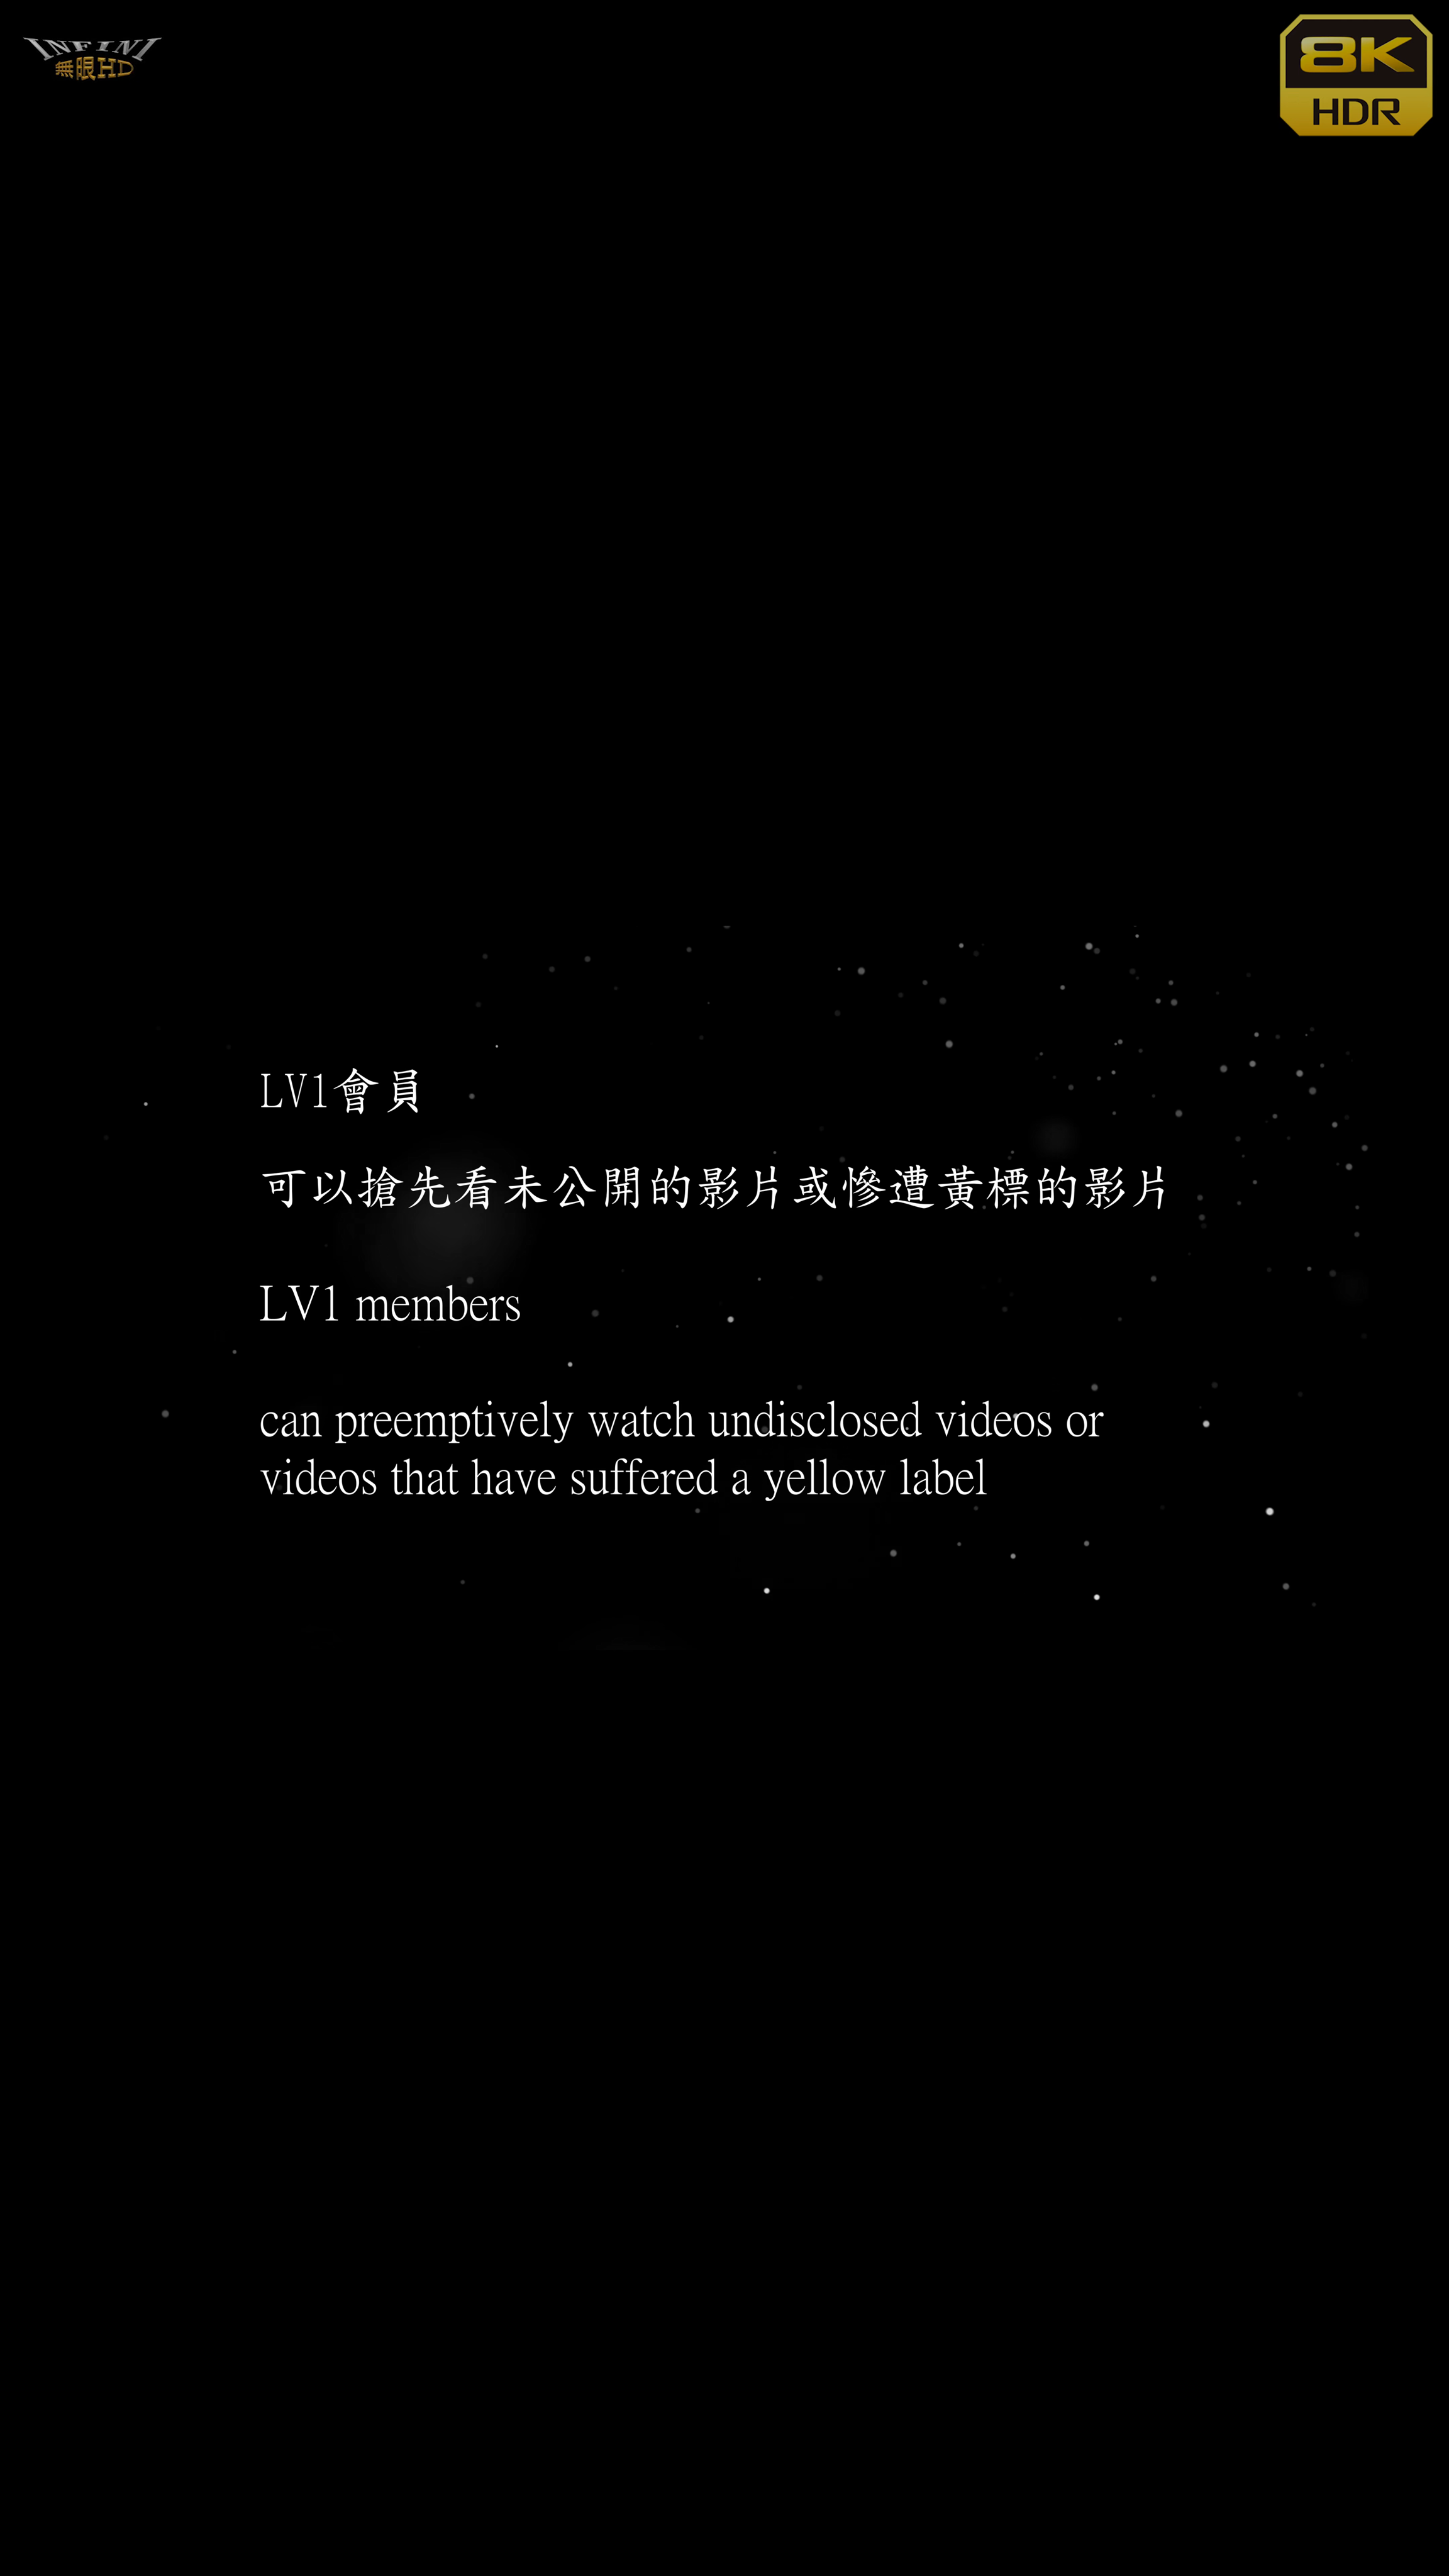 INFINI
無限HD
8K
HDR
LV1會員
可以搶先看未公開的影片或慘遭黃標的影片
LV1 members
can preemptively watch undisclosed videos or
videos that have suffered a yellow label